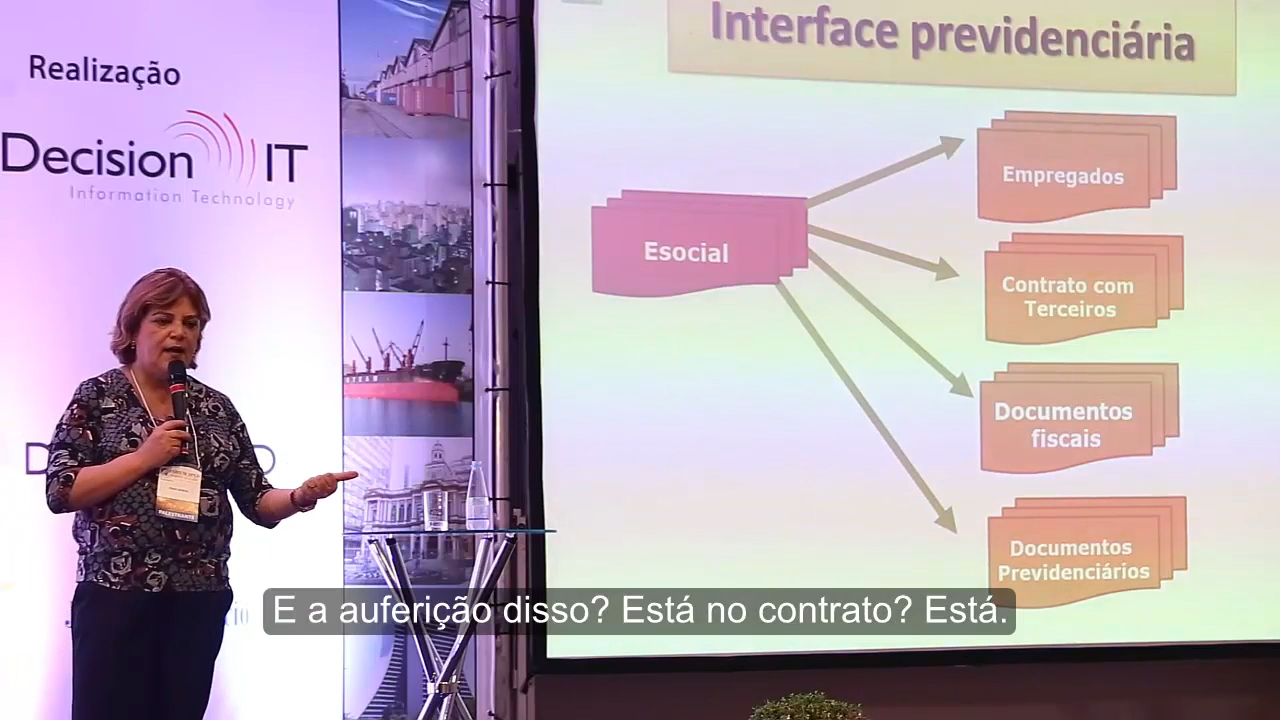 Realização
Decision IT
Information Technology
Interface previdenciária
Esocial
Empregados
Contrato com
Terceiros
Documentos
fiscais
Documentos
Previdenciários
PALESTRANTE
E a auferição disso? Está no contrato? Está.